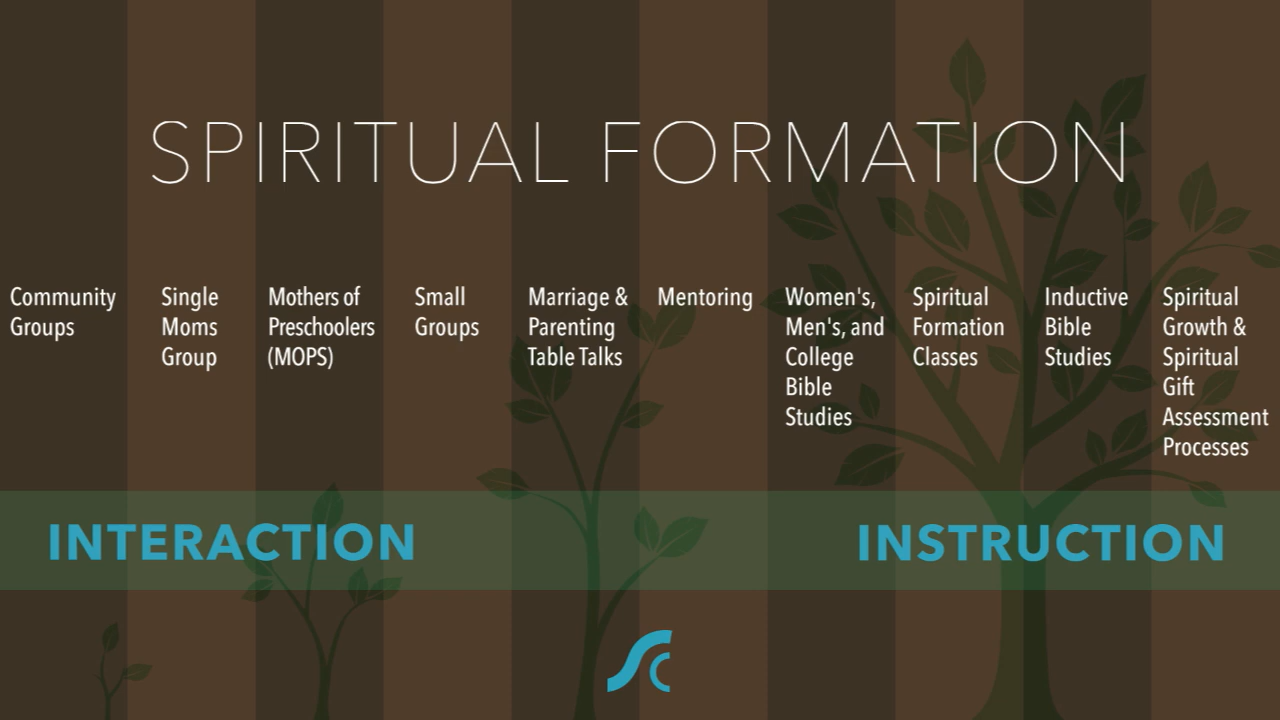 SPIRITUAL FORMATION
Community
Groups
Single
Moms
Group
Mothers of
Preschoolers
(MOPS)
Small
Groups
Marriage &
Parenting
Table Talks
Mentoring
Women's,
Men's, and
College
Bible
Studies
Spiritual
Formation
Classes
Inductive
Bible
Studies
Spiritual
Growth &
Spiritual
Gift
Assessment
Processes
INTERACTION
INSTRUCTION